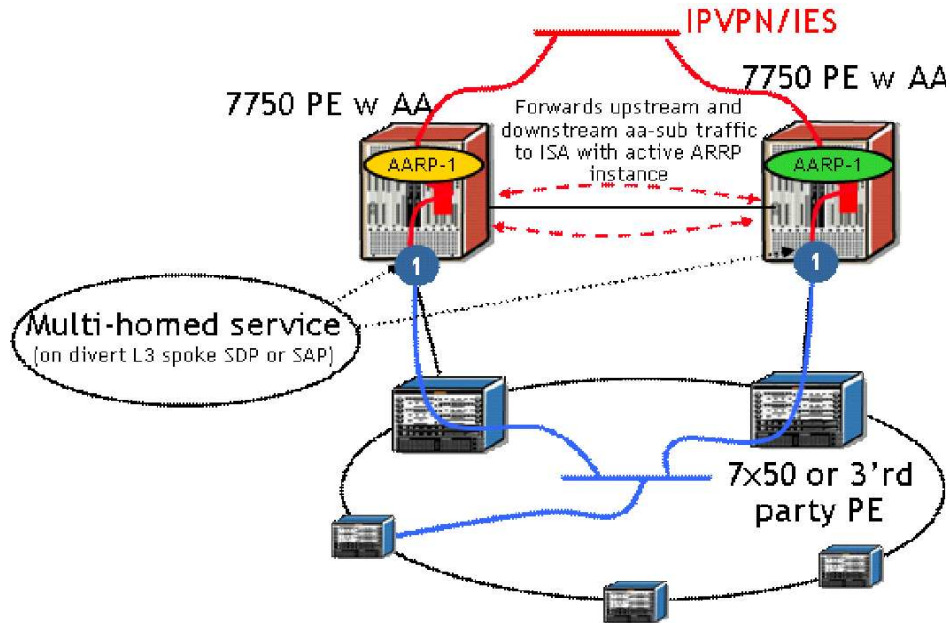 IPVPN/IES
7750 PE w AA
7750 PE w AA
Forwards upstream and
downstream aa-sub traffic
to ISA with active ARRP
instance
AARP-1
AARP-1
1
1
Multi-homed service
(on divert L3 spoke SDP or SAP)
7x50 or 3'rd
party PE